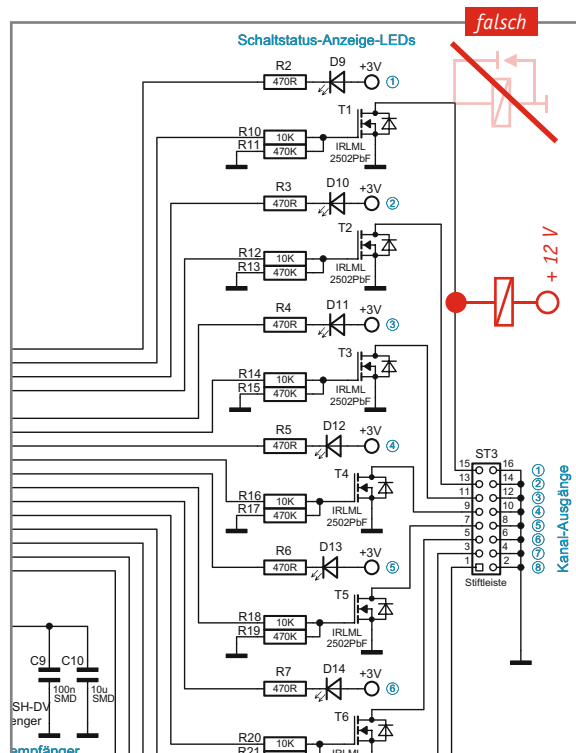 falsch
Schaltstatus-Anzeige-LEDs
R2 D9 +3V
470R ①
T1
R10 10K
R11 470K
IRLML
2502PbF
R3 D10 +3V
470R ②
T2
R12 10K
R13 470K
IRLML
2502PbF
+ 12 V
R4 D11 +3V
470R ③
T3
R14 10K
R15 470K
IRLML
2502PbF
R5 D12 +3V
470R ④
T4
R16 10K
R17 470K
IRLML
2502PbF
ST3
15 16 ①
13 14 ②
11 12 ③
9 10 ④
7 8 ⑤
5 6 ⑥
3 4 ⑦
1 2 ⑧
Stiftleiste
Kanal-Ausgänge
R6 D13 +3V
470R ⑤
T5
R18 10K
R19 470K
IRLML
2502PbF
R7 D14 +3V
470R ⑥
T6
R20 10K
R21 470K
IRLML
C9 C10
100n 10u
SMD SMD
SH-DV
enger
empfänger